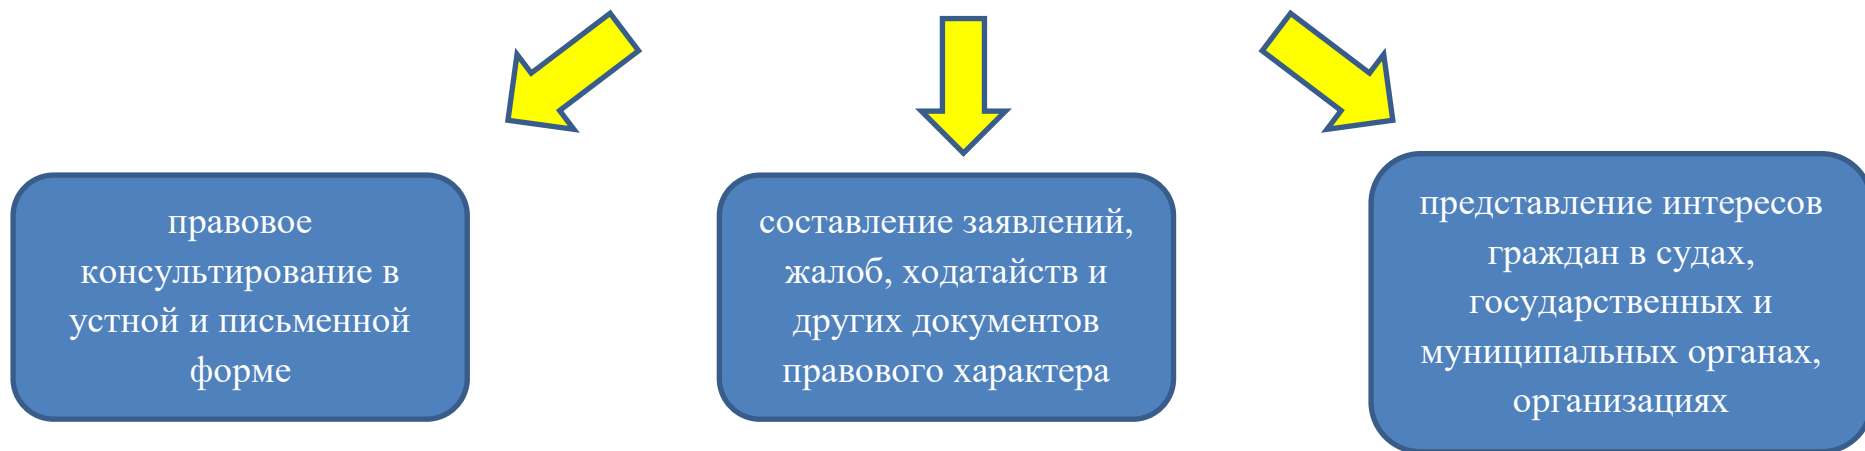 правовое
консультирование в
устной и письменной
форме
составление заявлений,
жалоб, ходатайств и
других документов
правового характера
представление интересов
граждан в судах,
государственных и
муниципальных органах,
организациях